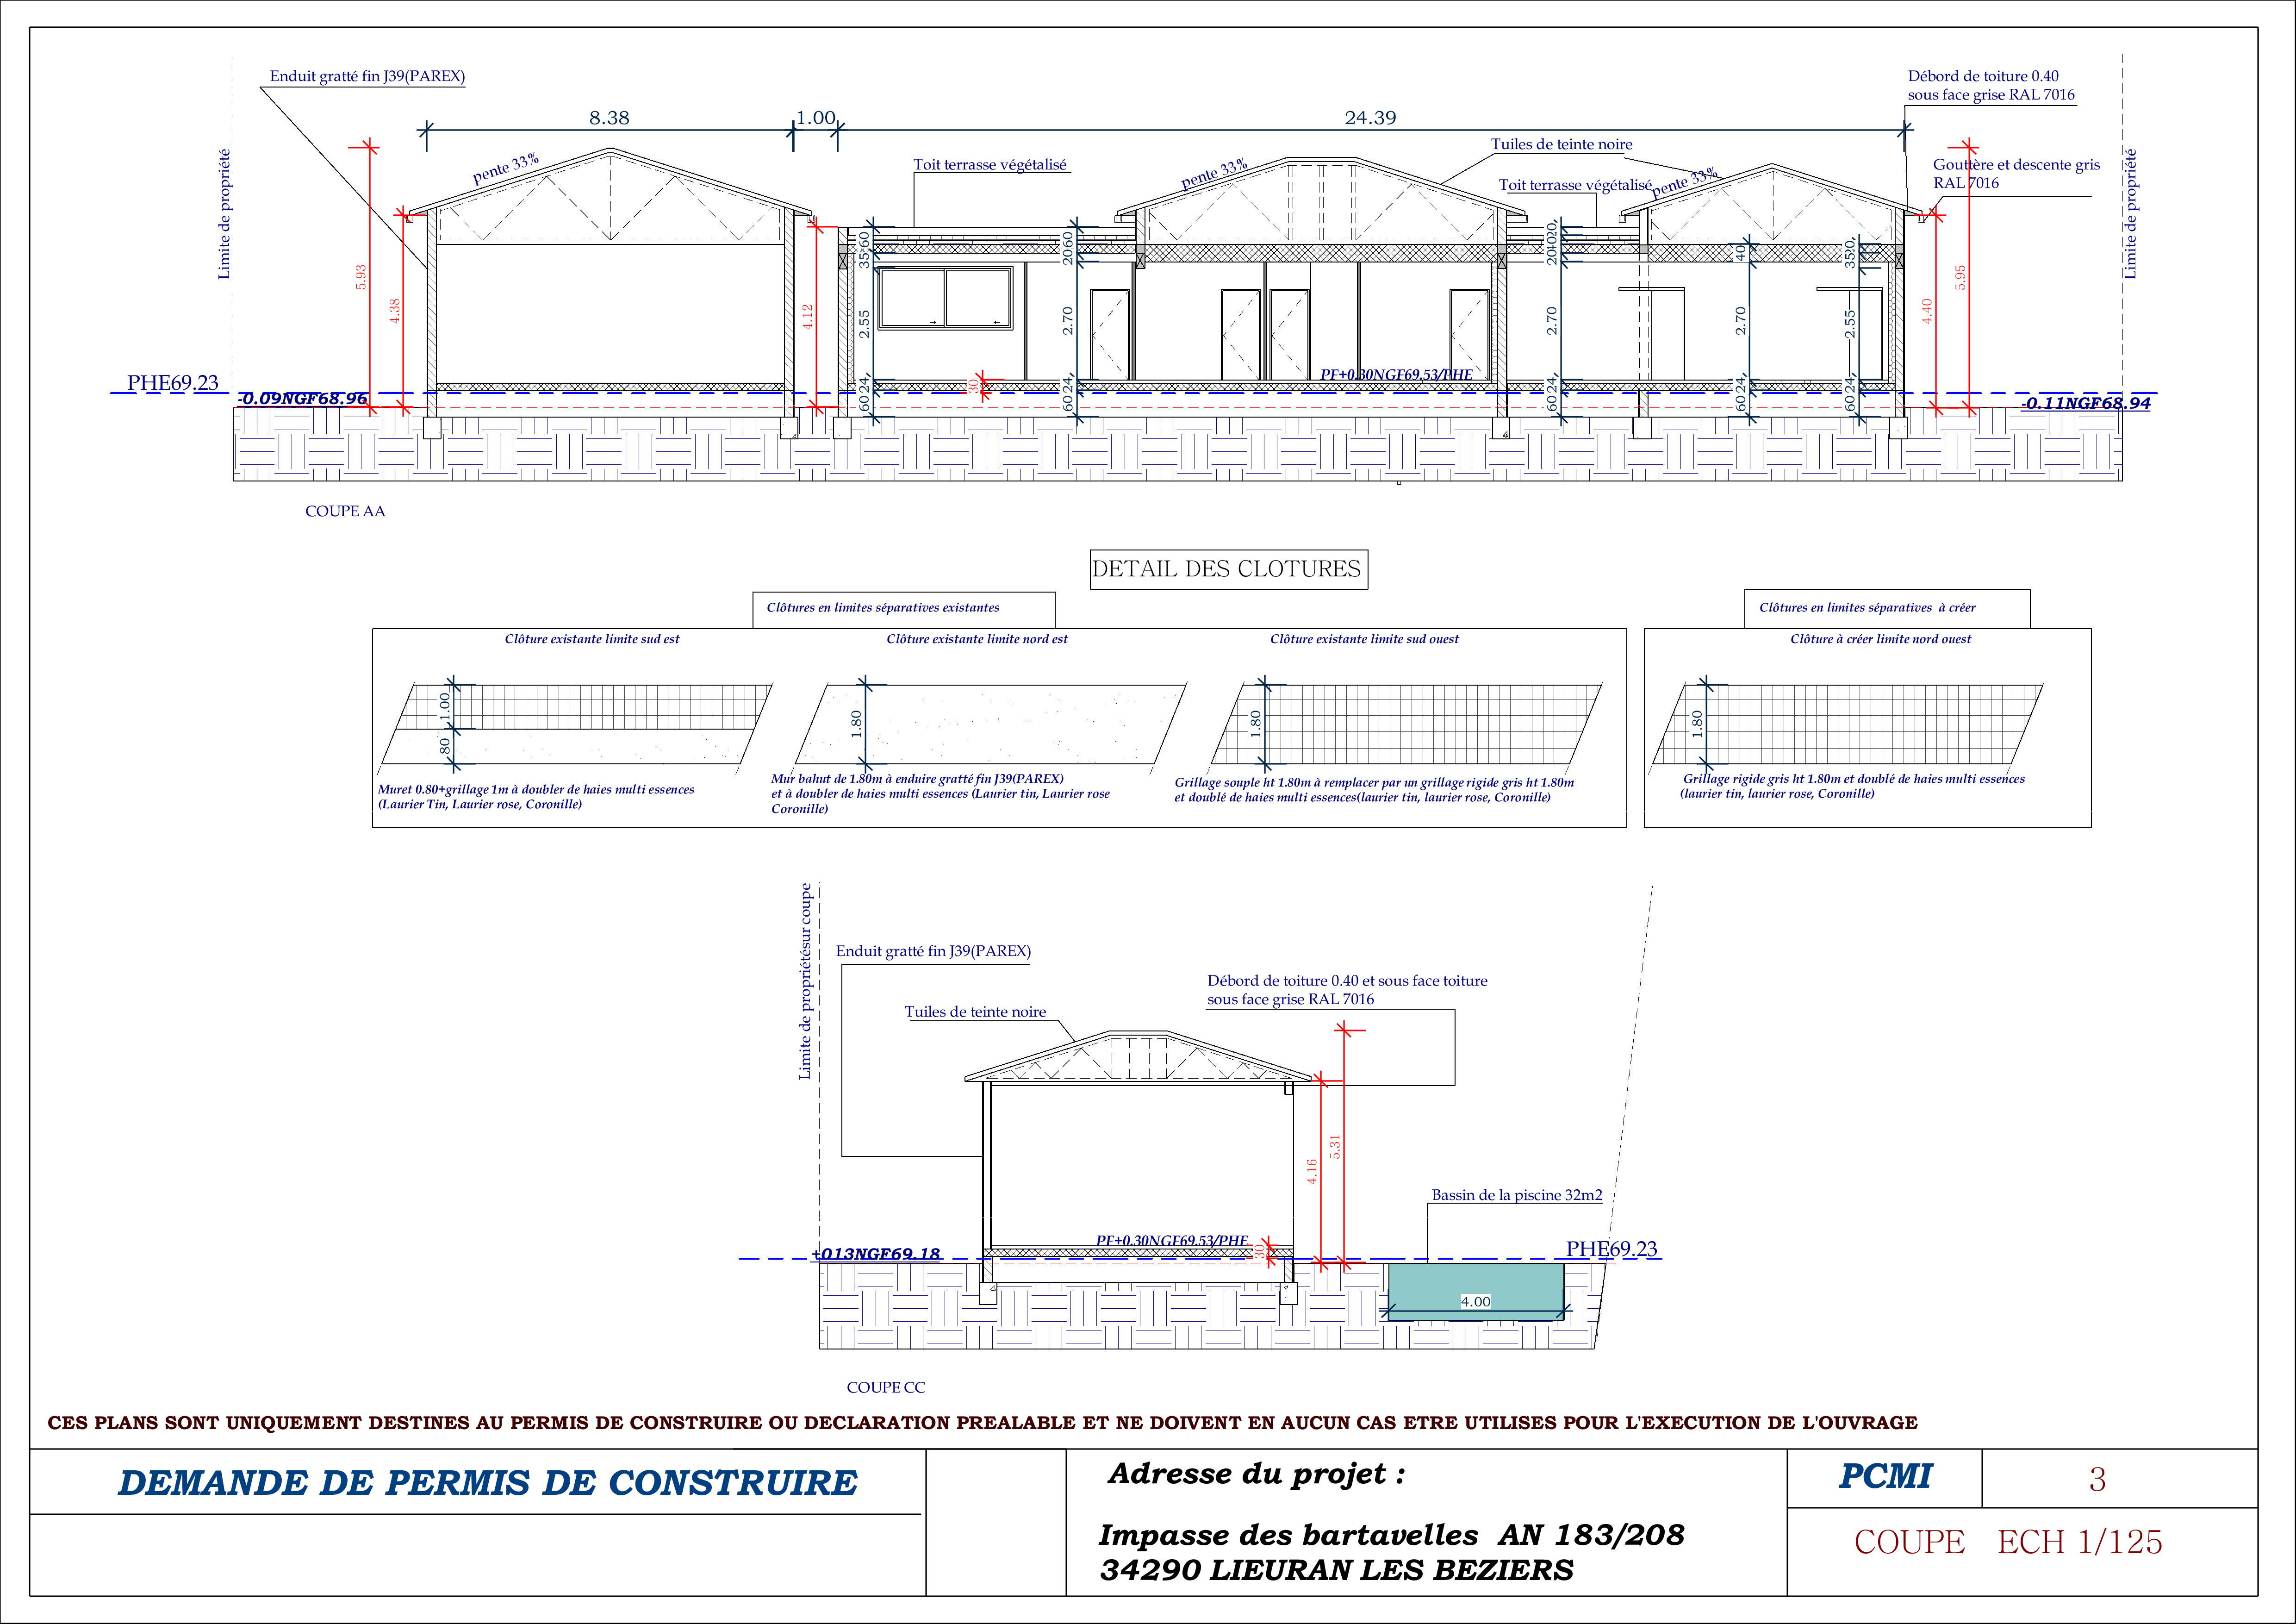 Enduit gratté fin J39(PAREX)
Débord de toiture 0.40
sous face grise RAL 7016
8.38
1.00
24.39
Limite de propriété
pente 33%
Toit terrasse végétalisé
pente 33%
Tuiles de teinte noire
Toit terrasse végétalisé
pente 33%
Gouttère et descente gris
RAL 7016
Limite de propriété
5.93
4.38
4.12
35
60
2.55
60
24
20
60
2.70
60
24
30
20
40
20
2.70
60
24
40
2.70
60
24
35
20
2.55
60
24
4.40
5.95
PF+0.30NGF69.53/PHE
PHE69.23
-0.09NGF68.96
-0.11NGF68.94
COUPE AA
DETAIL DES CLOTURES
Clôtures en limites séparatives existantes
Clôtures en limites séparatives à créer
Clôture existante limite sud est
Clôture existante limite nord est
Clôture existante limite sud ouest
Clôture à créer limite nord ouest
1.00
80
1.80
1.80
1.80
Muret 0.80+grillage 1m à doubler de haies multi essences
(Laurier Tin, Laurier rose, Coronille)
Mur bahut de 1.80m à enduire gratté fin J39(PAREX)
et à doubler de haies multi essences (Laurier tin, Laurier rose
Coronille)
Grillage souple ht 1.80m à remplacer par un grillage rigide gris ht 1.80m
et doublé de haies multi essences(laurier tin, laurier rose, Coronille)
Grillage rigide gris ht 1.80m et doublé de haies multi essences
(laurier tin, laurier rose, Coronille)
Limite de propriétésur coupe
Enduit gratté fin J39(PAREX)
Débord de toiture 0.40 et sous face toiture
sous face grise RAL 7016
Tuiles de teinte noire
4.16
5.31
Bassin de la piscine 32m2
PF+0.30NGF69.53/PHE
30
+013NGF69.18
PHE69.23
4.00
COUPE CC
CES PLANS SONT UNIQUEMENT DESTINES AU PERMIS DE CONSTRUIRE OU DECLARATION PREALABLE ET NE DOIVENT EN AUCUN CAS ETRE UTILISES POUR L'EXECUTION DE L'OUVRAGE
DEMANDE DE PERMIS DE CONSTRUIRE
Adresse du projet :
Impasse des bartavelles AN 183/208
34290 LIEURAN LES BEZIERS
PCMI
3
COUPE ECH 1/125